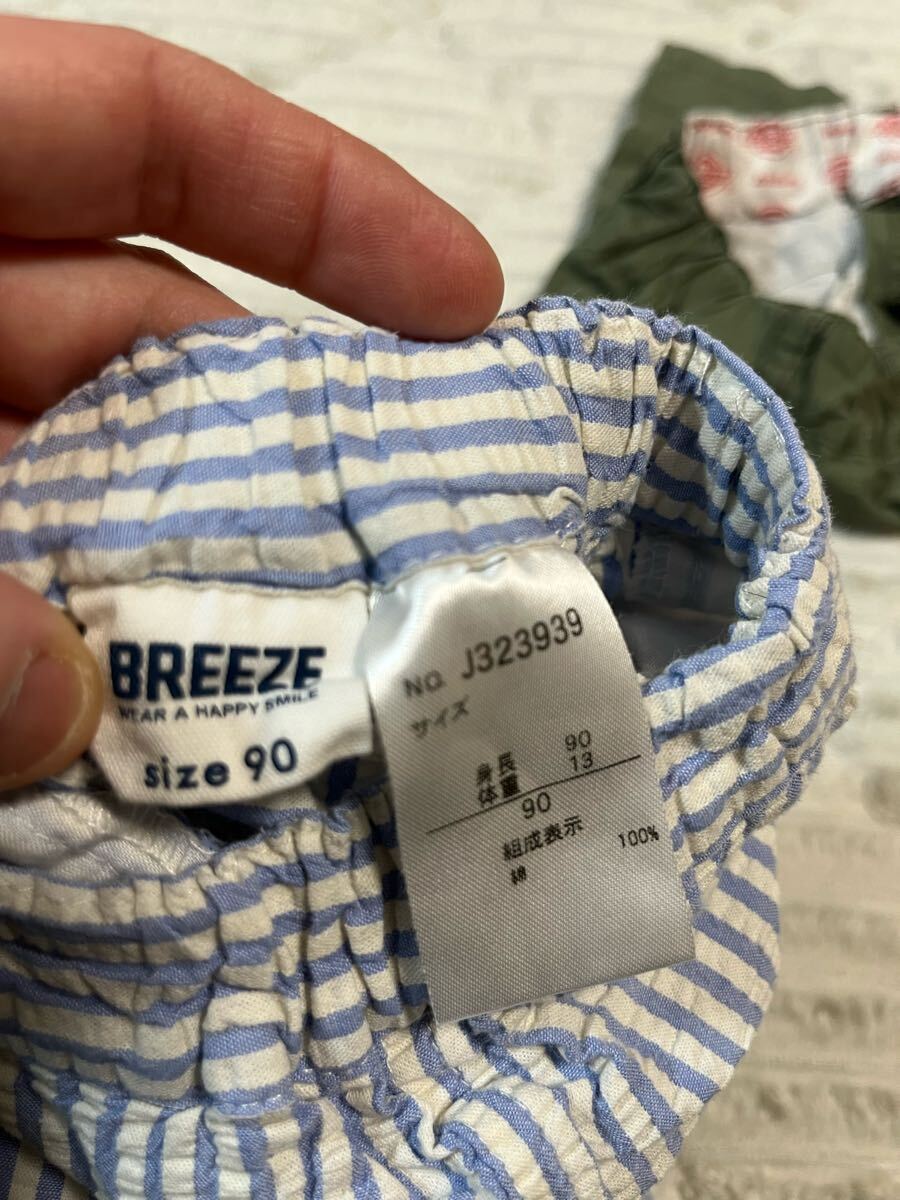 BREEZE
WEAR A HAPPY SMILE
size 90
NO. J323939
サイズ
身長 90
体重 13
90
組成表示
綿 100%